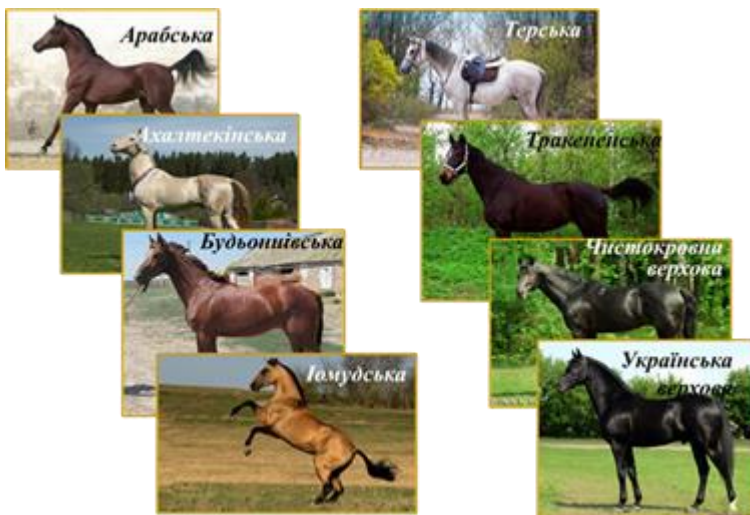 Арабська
Ахалтекінська
Будьонівська
Іомудська
Терська
Тракененська
Чистокровна
верхова
Українська
верхова